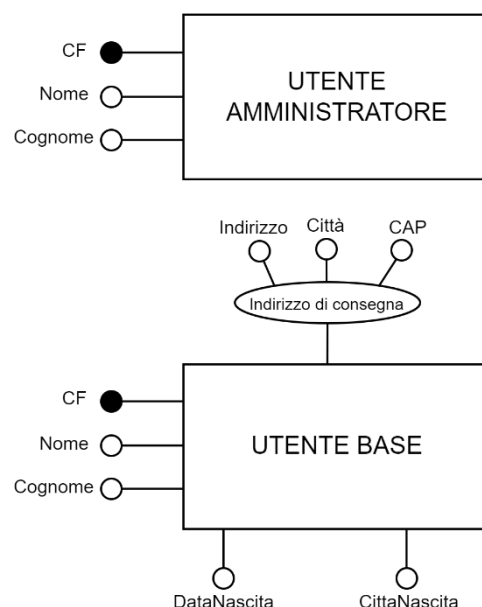 CF
Nome
Cognome
UTENTE
AMMINISTRATORE
Indirizzo
Città
CAP
Indirizzo di consegna
CF
Nome
Cognome
UTENTE BASE
DataNascita
CittaNascita